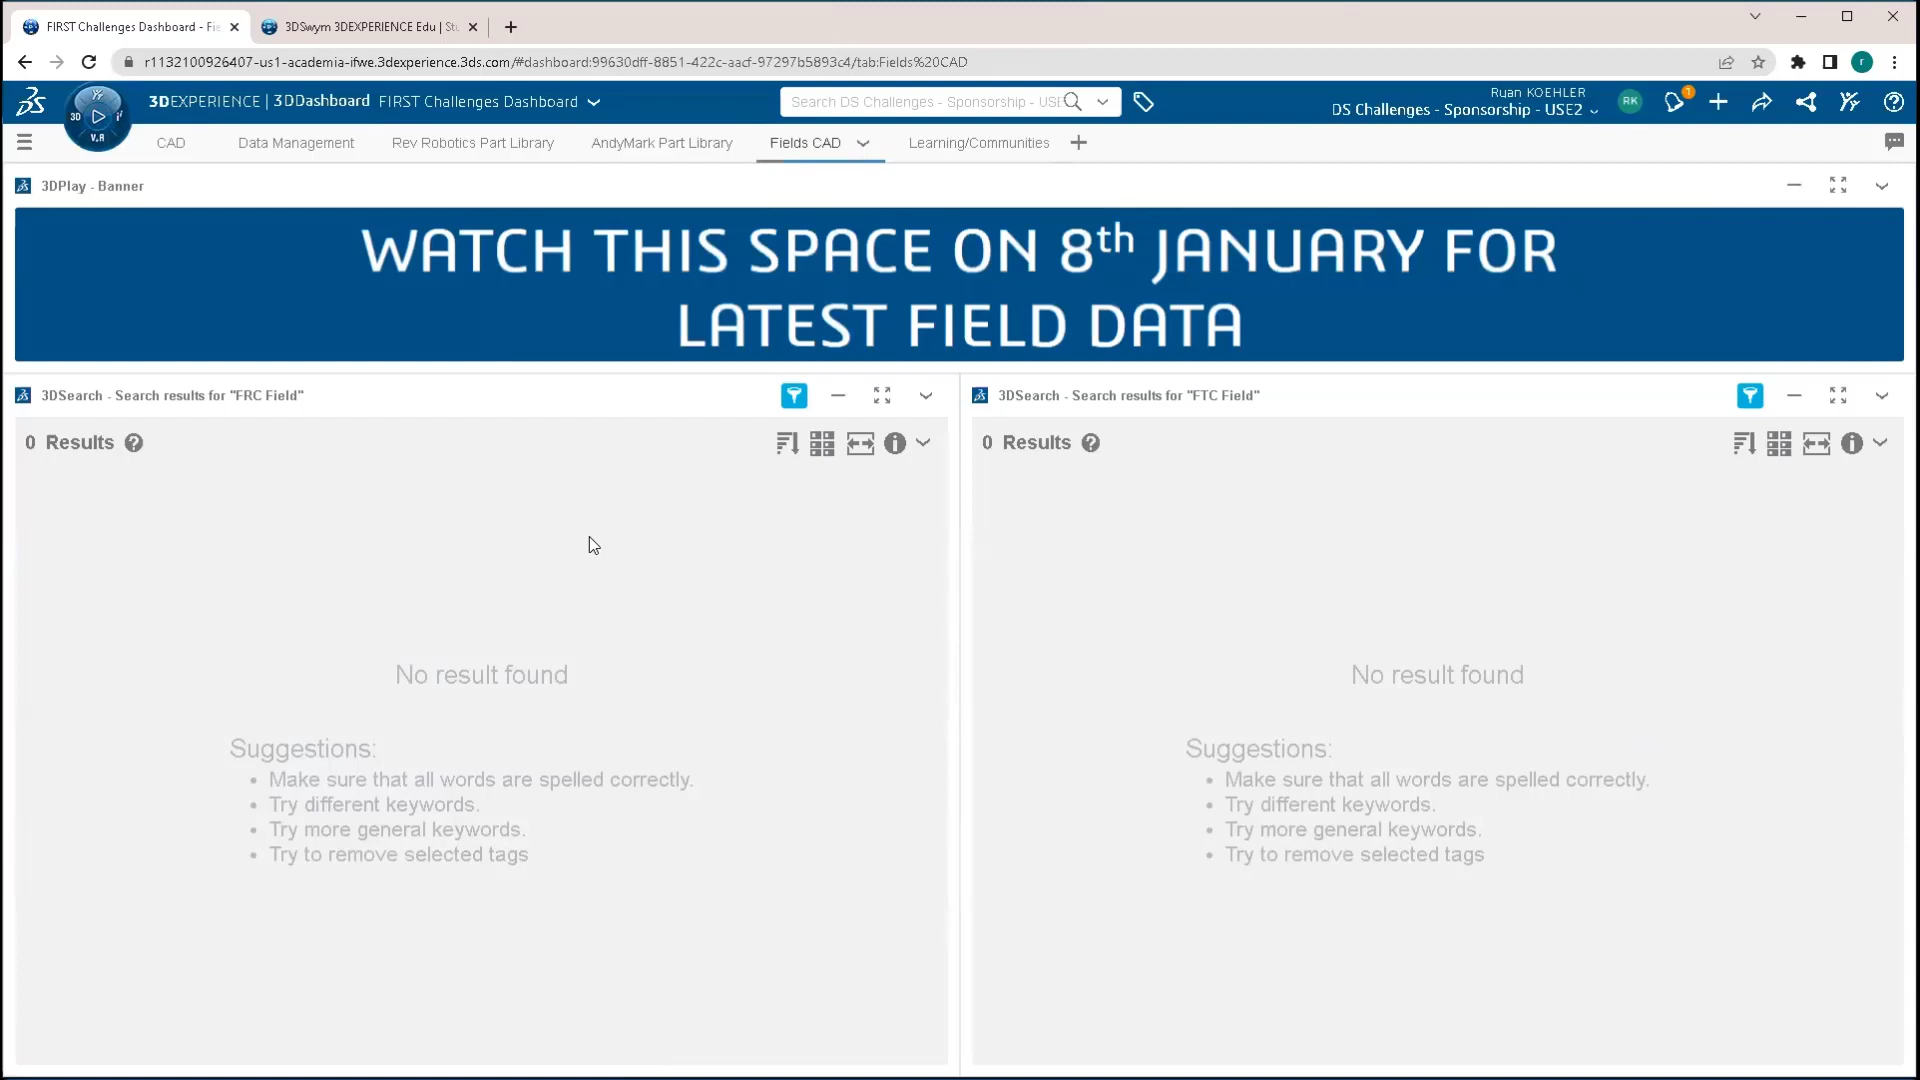 FIRST Challenges Dashboard - Fie
3DSwym 3DEXPERIENCE Edu | Stu
r1132100926407-us1-academia-ifwe.3dexperience.3ds.com/#dashboard:99630dff-8851-422c-aacf-97297b5893c4/tab:Fields%20CAD
r
3D
i²
V.R
3DEXPERIENCE | 3DDashboard FIRST Challenges Dashboard
Search DS Challenges - Sponsorship - USE
Ruan KOEHLER
DS Challenges - Sponsorship - USE2
RK
1
CAD
Data Management
Rev Robotics Part Library
AndyMark Part Library
Fields CAD
Learning/Communities
3DPlay - Banner
WATCH THIS SPACE ON 8th JANUARY FOR
LATEST FIELD DATA
3DSearch - Search results for "FRC Field"
0 Results
No result found
Suggestions:
• Make sure that all words are spelled correctly.
• Try different keywords.
• Try more general keywords.
• Try to remove selected tags
3DSearch - Search results for "FTC Field"
0 Results
No result found
Suggestions:
• Make sure that all words are spelled correctly.
• Try different keywords.
• Try more general keywords.
• Try to remove selected tags